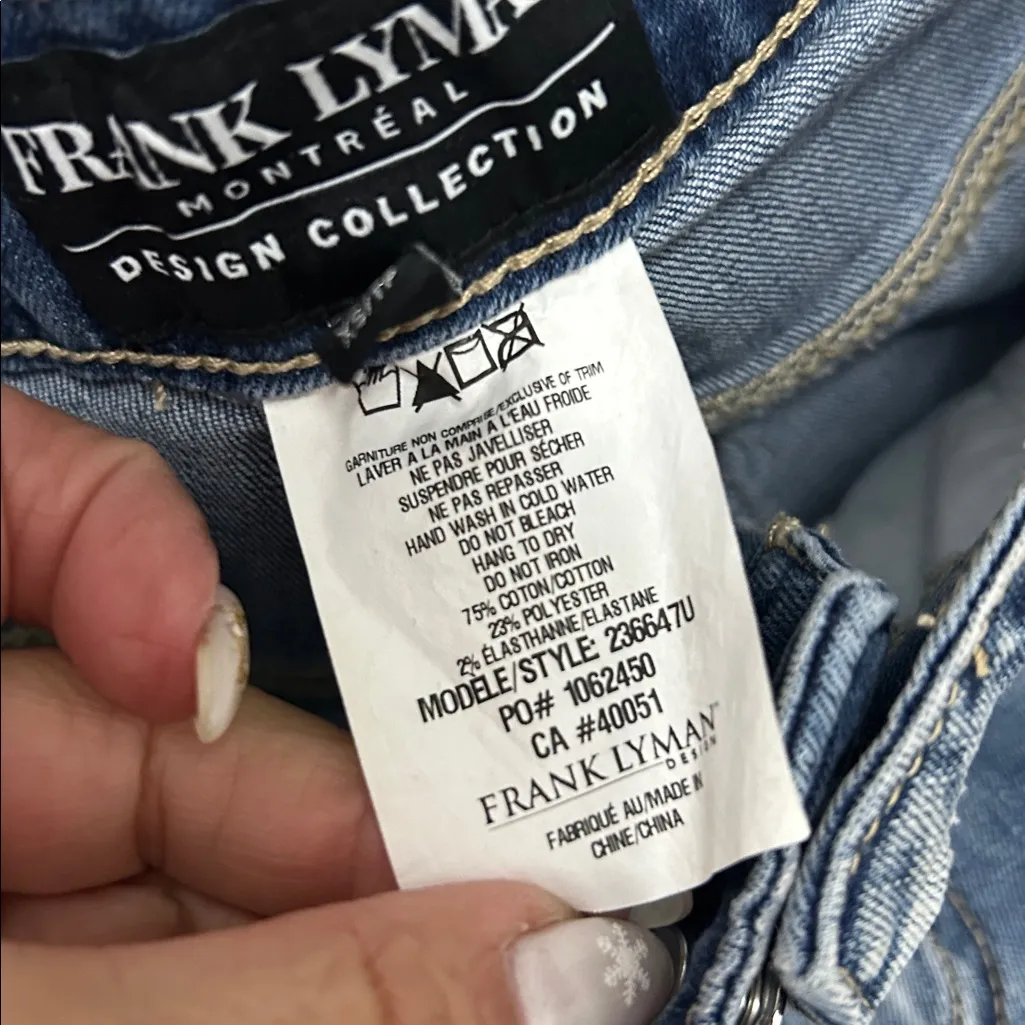 FRANK LYMA
MONTRÉAL
DESIGN COLLECTION
GARNITURE NON COMPRISE/EXCLUSIVE OF TRIM
LAVER A LA MAIN A L'EAU FROIDE
NE PAS JAVELLISER
SUSPENDRE POUR SÉCHER
NE PAS REPASSER
HAND WASH IN COLD WATER
DO NOT BLEACH
HANG TO DRY
DO NOT IRON
75% COTON/COTTON
23% POLYESTER
2% ÉLASTHANNE/ELASTANE
MODÈLE/STYLE: 236647U
PO# 1062450
CA #40051
FRANK LYMAN
DESIGN
FABRIQUÉ AU/MADE IN
CHINE/CHINA